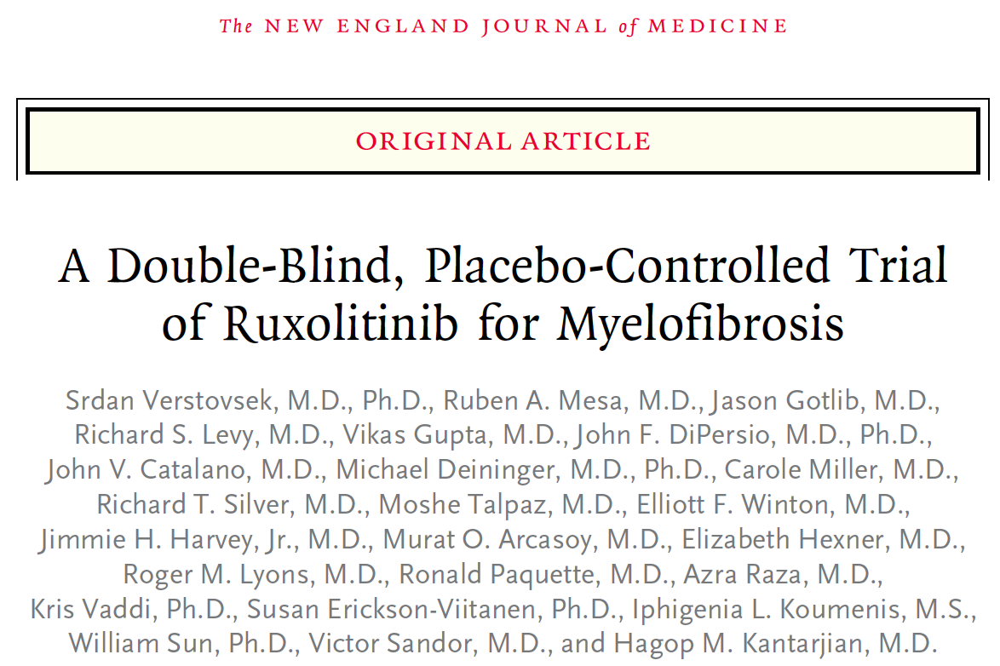 The NEW ENGLAND JOURNAL of MEDICINE
ORIGINAL ARTICLE
A Double-Blind, Placebo-Controlled Trial
of Ruxolitinib for Myelofibrosis
Srdan Verstovsek, M.D., Ph.D., Ruben A. Mesa, M.D., Jason Gotlib, M.D.,
Richard S. Levy, M.D., Vikas Gupta, M.D., John F. DiPersio, M.D., Ph.D.,
John V. Catalano, M.D., Michael Deininger, M.D., Ph.D., Carole Miller, M.D.,
Richard T. Silver, M.D., Moshe Talpaz, M.D., Elliott F. Winton, M.D.,
Jimmie H. Harvey, Jr., M.D., Murat O. Arcasoy, M.D., Elizabeth Hexner, M.D.,
Roger M. Lyons, M.D., Ronald Paquette, M.D., Azra Raza, M.D.,
Kris Vaddi, Ph.D., Susan Erickson-Viitanen, Ph.D., Iphigenia L. Koumenis, M.S.,
William Sun, Ph.D., Victor Sandor, M.D., and Hagop M. Kantarjian, M.D.